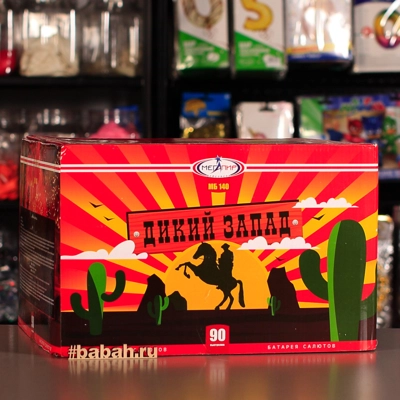 МЕГАПИР
МБ 140
ДИКИЙ ЗАПАД
90
БАТАРЕЯ САЛЮТОВ
#babah.ru